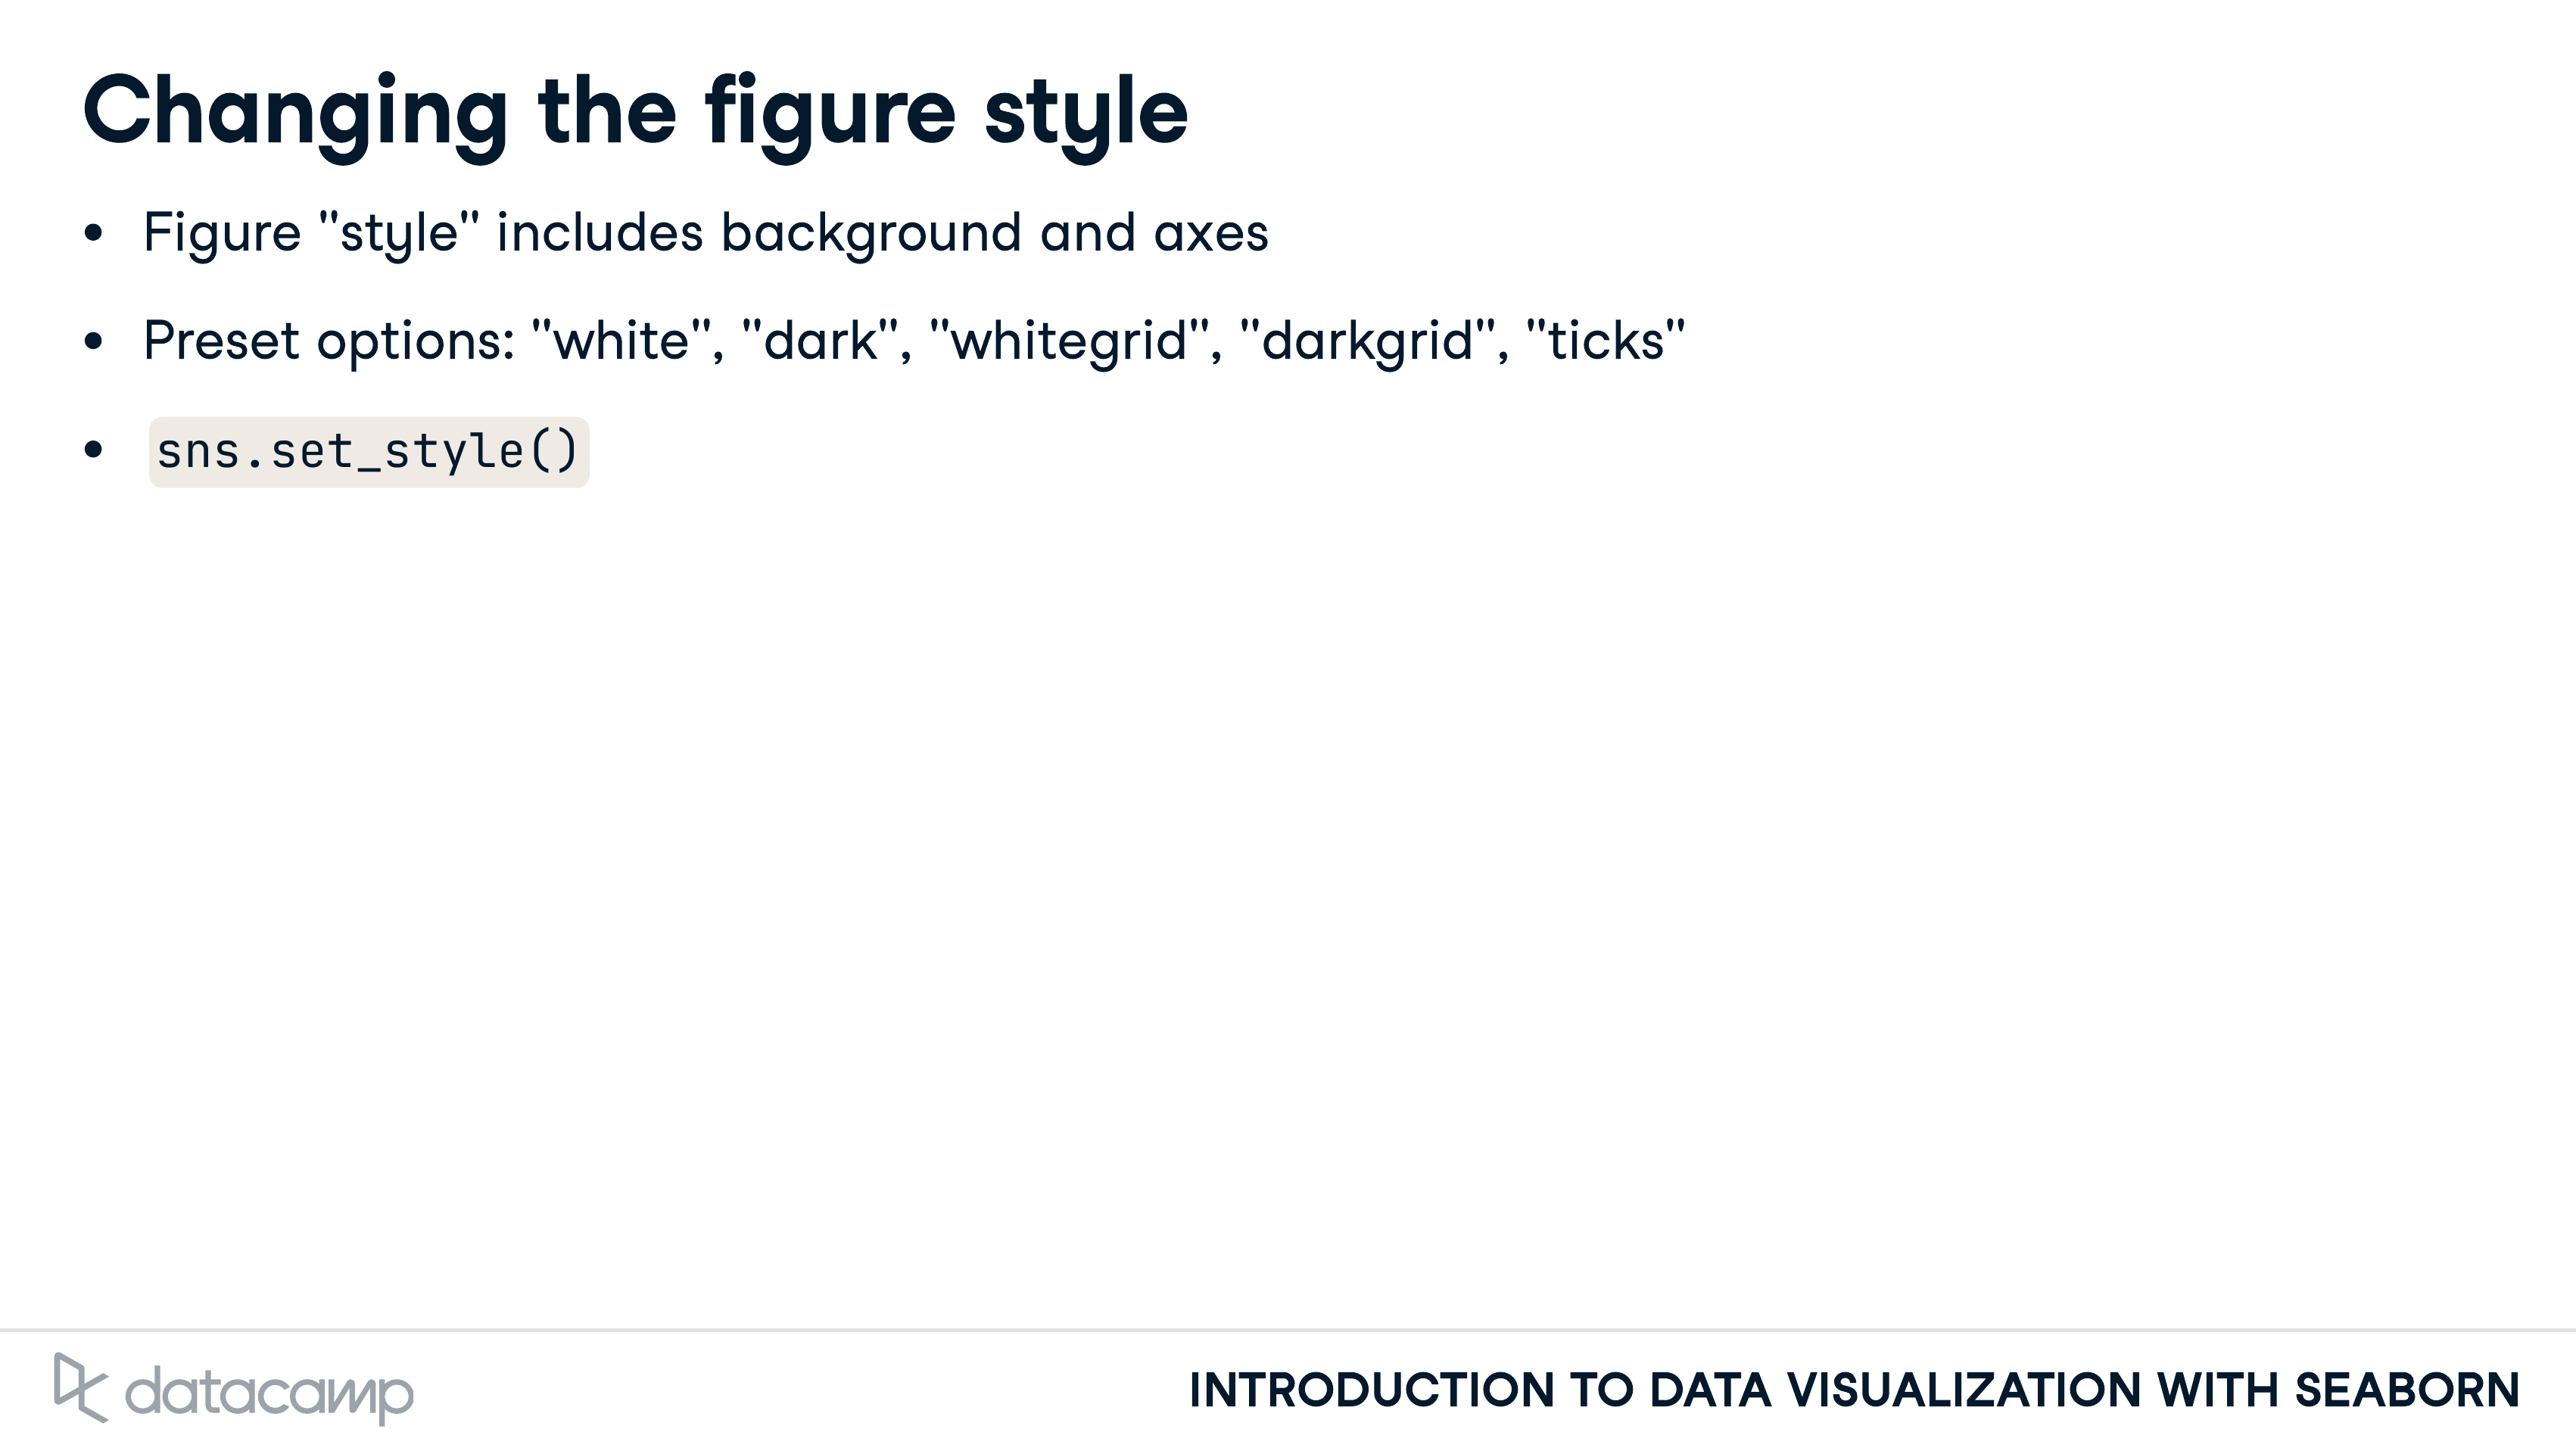 Changing the figure style
• Figure "style" includes background and axes
• Preset options: "white", "dark", "whitegrid", "darkgrid", "ticks"
• sns.set_style()
datacamp
INTRODUCTION TO DATA VISUALIZATION WITH SEABORN